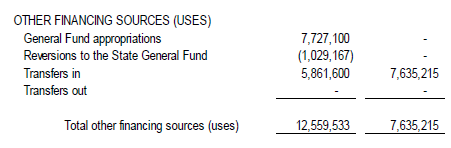 OTHER FINANCING SOURCES (USES)
General Fund appropriations 7,727,100 -
Reversions to the State General Fund (1,029,167) -
Transfers in 5,861,600 7,635,215
Transfers out - -
Total other financing sources (uses) 12,559,533 7,635,215